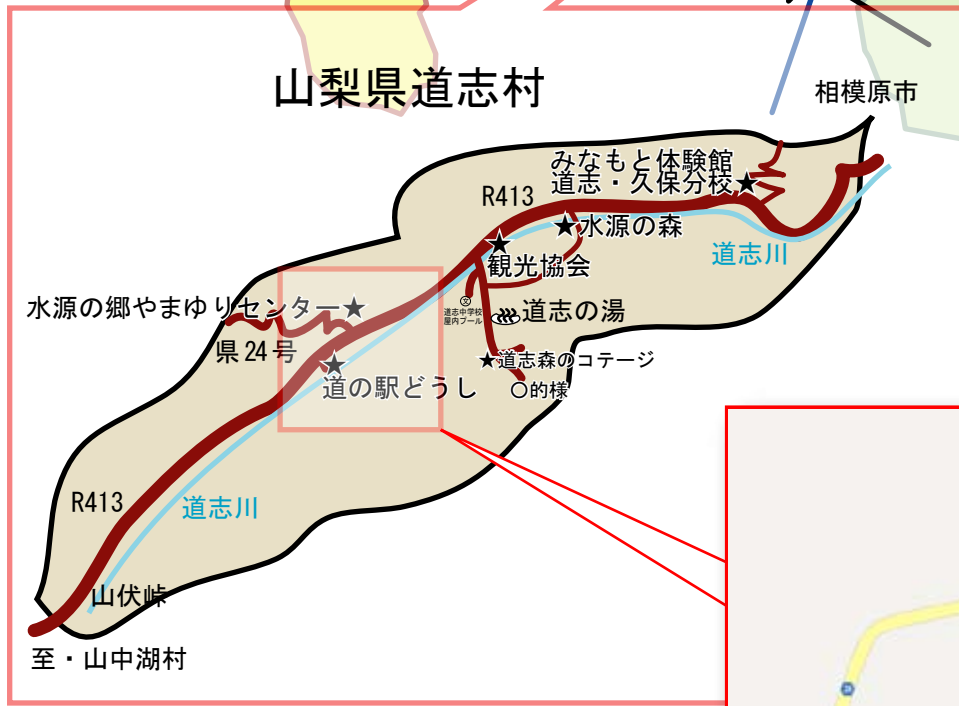 山梨県道志村
相模原市
みなもと体験館
道志・久保分校★
R413
★水源の森
道志川
観光協会
水源の郷やまゆりセンター★
道志中学校
屋内プール
道志の湯
県24号
★道志森のコテージ
道の駅どうし
〇的様
R413
道志川
山伏峠
至・山中湖村